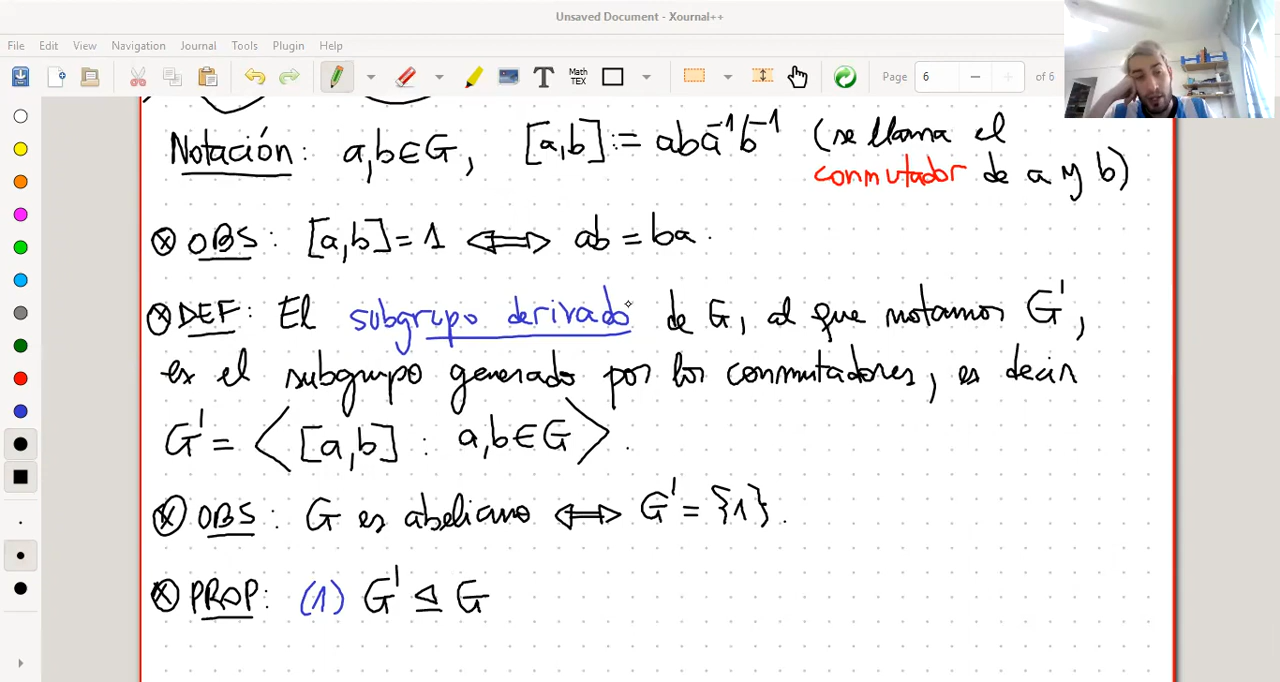 Unsaved Document - Xournal++
File Edit View Navigation Journal Tools Plugin Help
T Math TEX Page 6 of 6
Notación: a,b∈G, [a,b] := aba⁻¹b⁻¹ (se llama el
conmutador de a y b)
⊗ OBS: [a,b] = 1 ⟺ ab = ba.
⊗ DEF: El subgrupo derivado de G, al que notamos G',
es el subgrupo generado por los conmutadores, es decir
G' = ⟨[a,b] : a,b∈G⟩.
⊗ OBS: G es abeliano ⟺ G' = {1}.
⊗ PROP: (1) G' ⊴ G